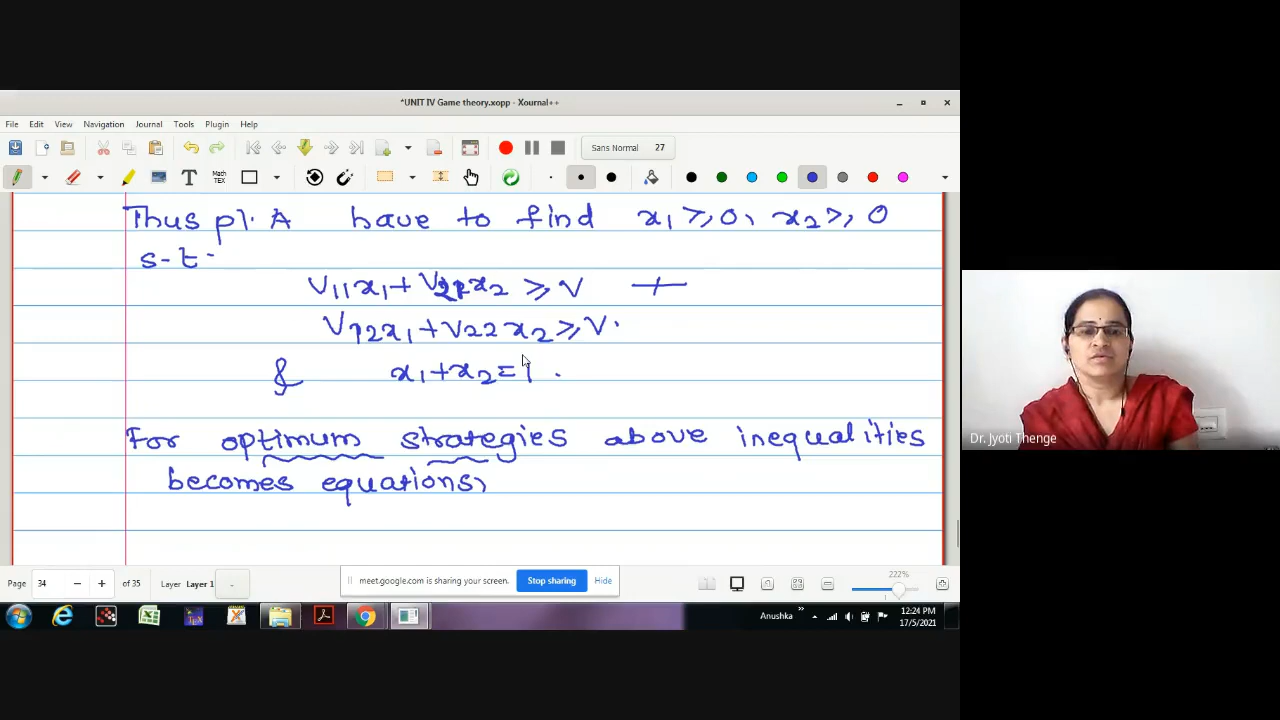 *UNIT IV Game theory.xopp - Xournal++
File Edit View Navigation Journal Tools Plugin Help
Sans Normal 27
Math TEX
Thus pl. A have to find x₁ ≥ 0, x₂ ≥ 0
s-t-
V₁₁x₁ + V₂₁x₂ ≥ V
V₁₂x₁ + V₂₂x₂ ≥ V.
& x₁ + x₂ = 1 .
For optimum strategies above inequalities
becomes equations,
Dr. Jyoti Thenge
Page 34 of 35 Layer Layer 1
meet.google.com is sharing your screen. Stop sharing Hide
222%
Anushka
12:24 PM
17/5/2021